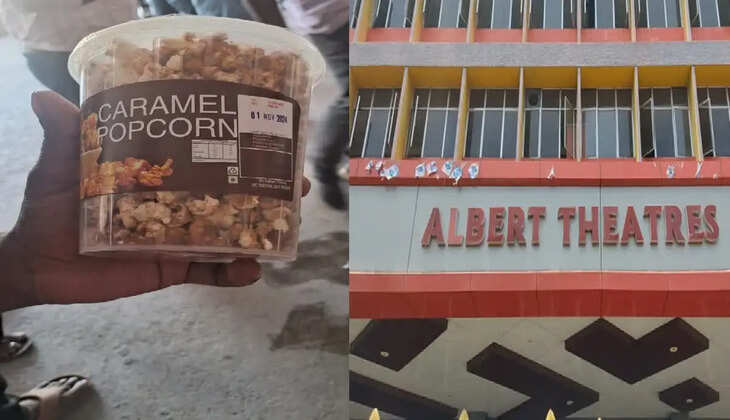 CARAMEL
POPCORN
01 NOV 2024
ALBERT THEATRES